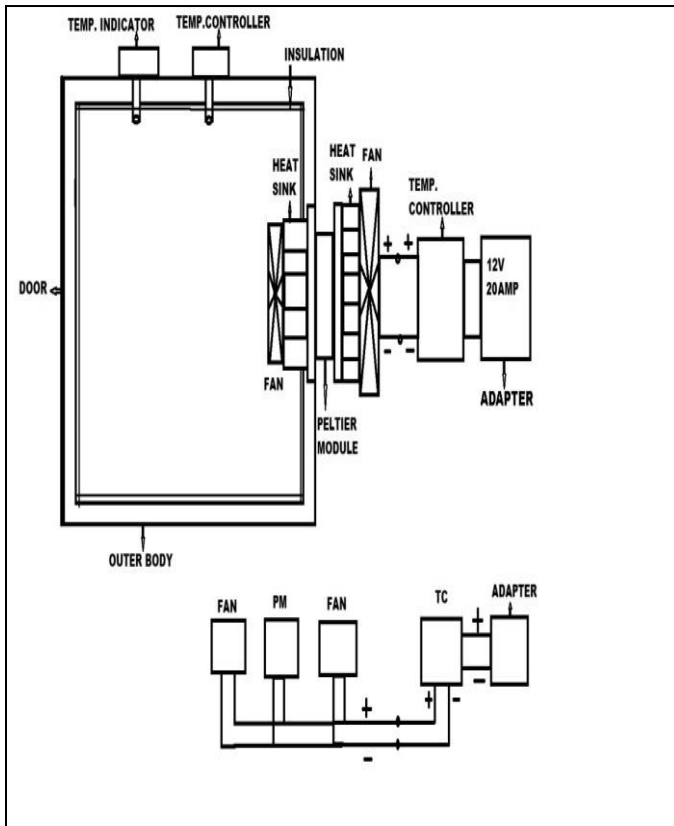 TEMP. INDICATOR
TEMP.CONTROLLER
INSULATION
HEAT
SINK
HEAT
SINK
FAN
TEMP.
CONTROLLER
+ +
12V
20AMP
DOOR
- -
FAN
ADAPTER
PELTIER
MODULE
OUTER BODY
FAN
PM
FAN
TC
ADAPTER
+
-
+ -
+
-